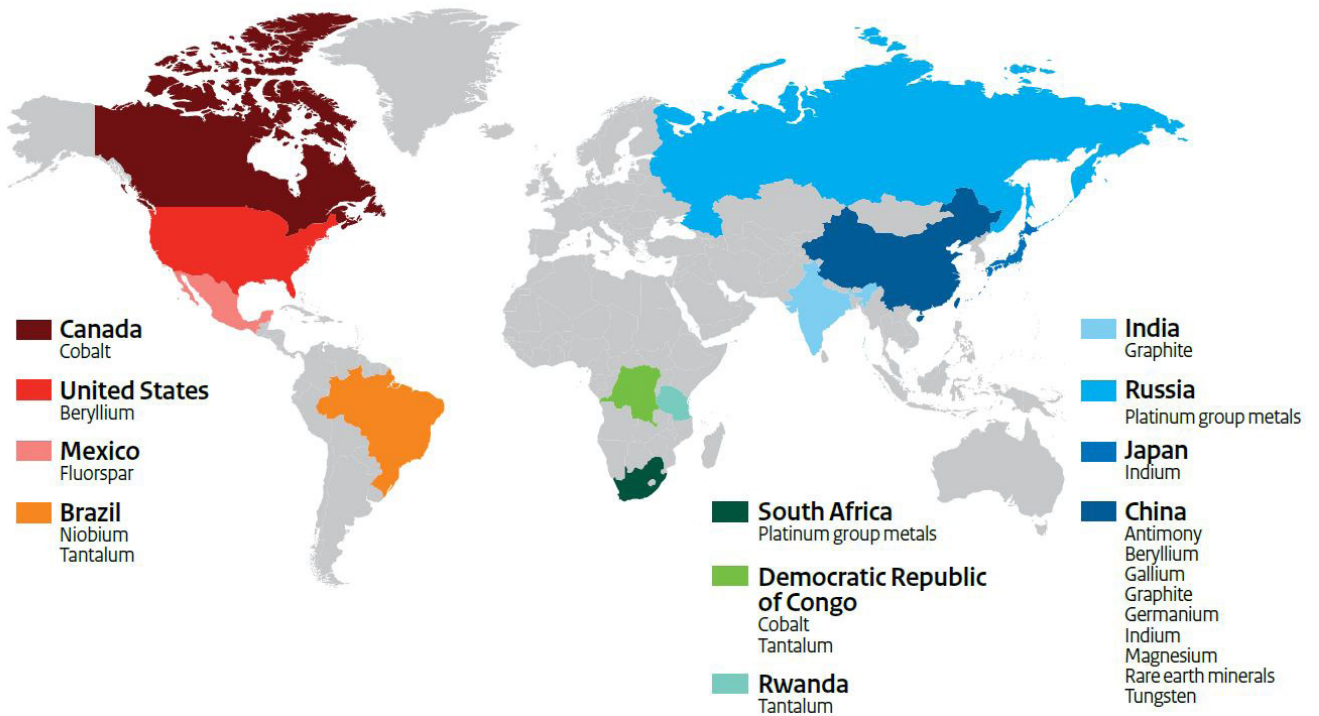 Canada
Cobalt
United States
Beryllium
Mexico
Fluorspar
Brazil
Niobium
Tantalum
South Africa
Platinum group metals
Democratic Republic
of Congo
Cobalt
Tantalum
Rwanda
Tantalum
India
Graphite
Russia
Platinum group metals
Japan
Indium
China
Antimony
Beryllium
Gallium
Graphite
Germanium
Indium
Magnesium
Rare earth minerals
Tungsten